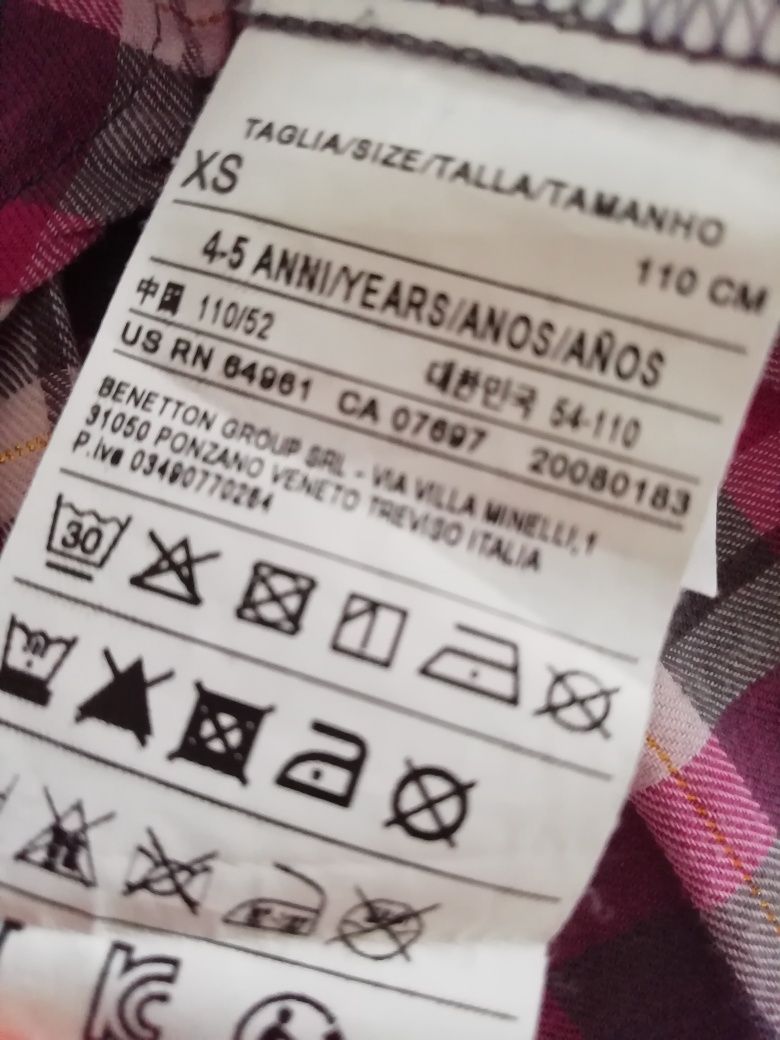 TAGLIA/SIZE/TALLA/TAMANHO
XS 110 CM
4-5 ANNI/YEARS/ANOS/AÑOS
中国 110/52 대한민국 54-110
US RN 64961 CA 07697 20080183
BENETTON GROUP SRL - VIA VILLA MINELLI,1
31050 PONZANO VENETO TREVISO ITALIA
P.iva 03490770264
30
30
KC